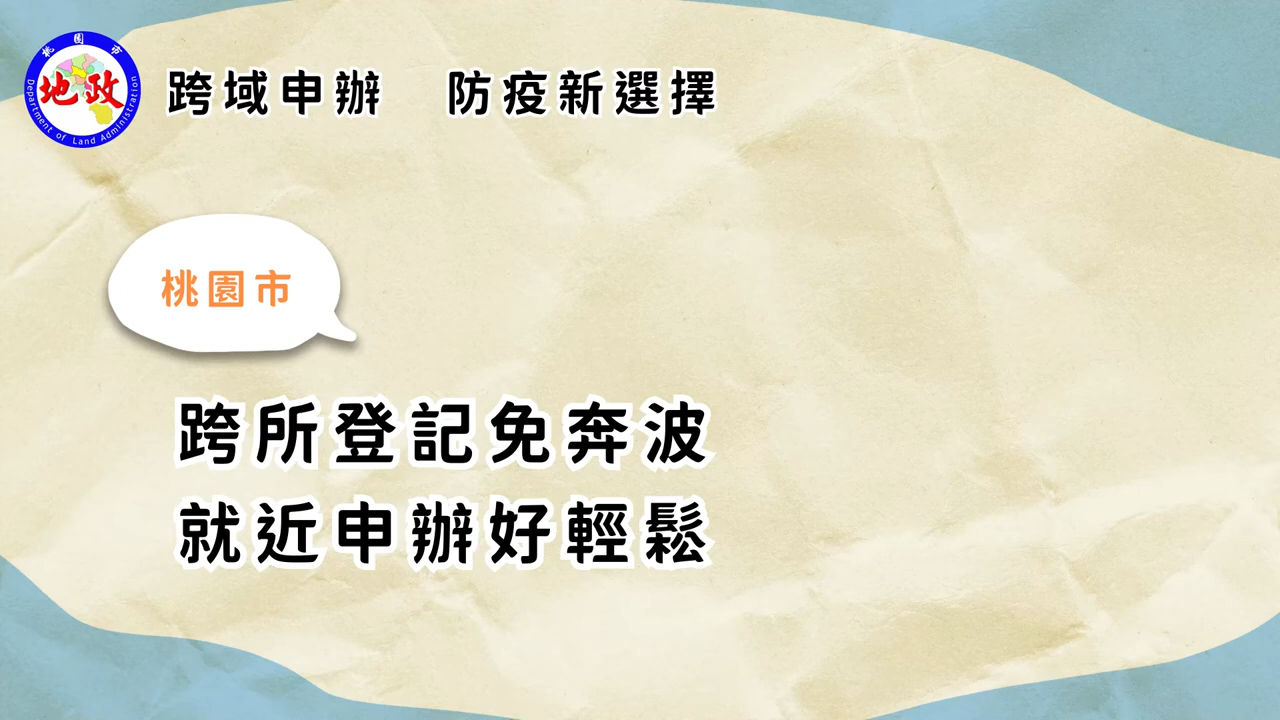 桃園市
地政
Department of Land Administration
跨域申辦 防疫新選擇
桃園市
跨所登記免奔波
就近申辦好輕鬆